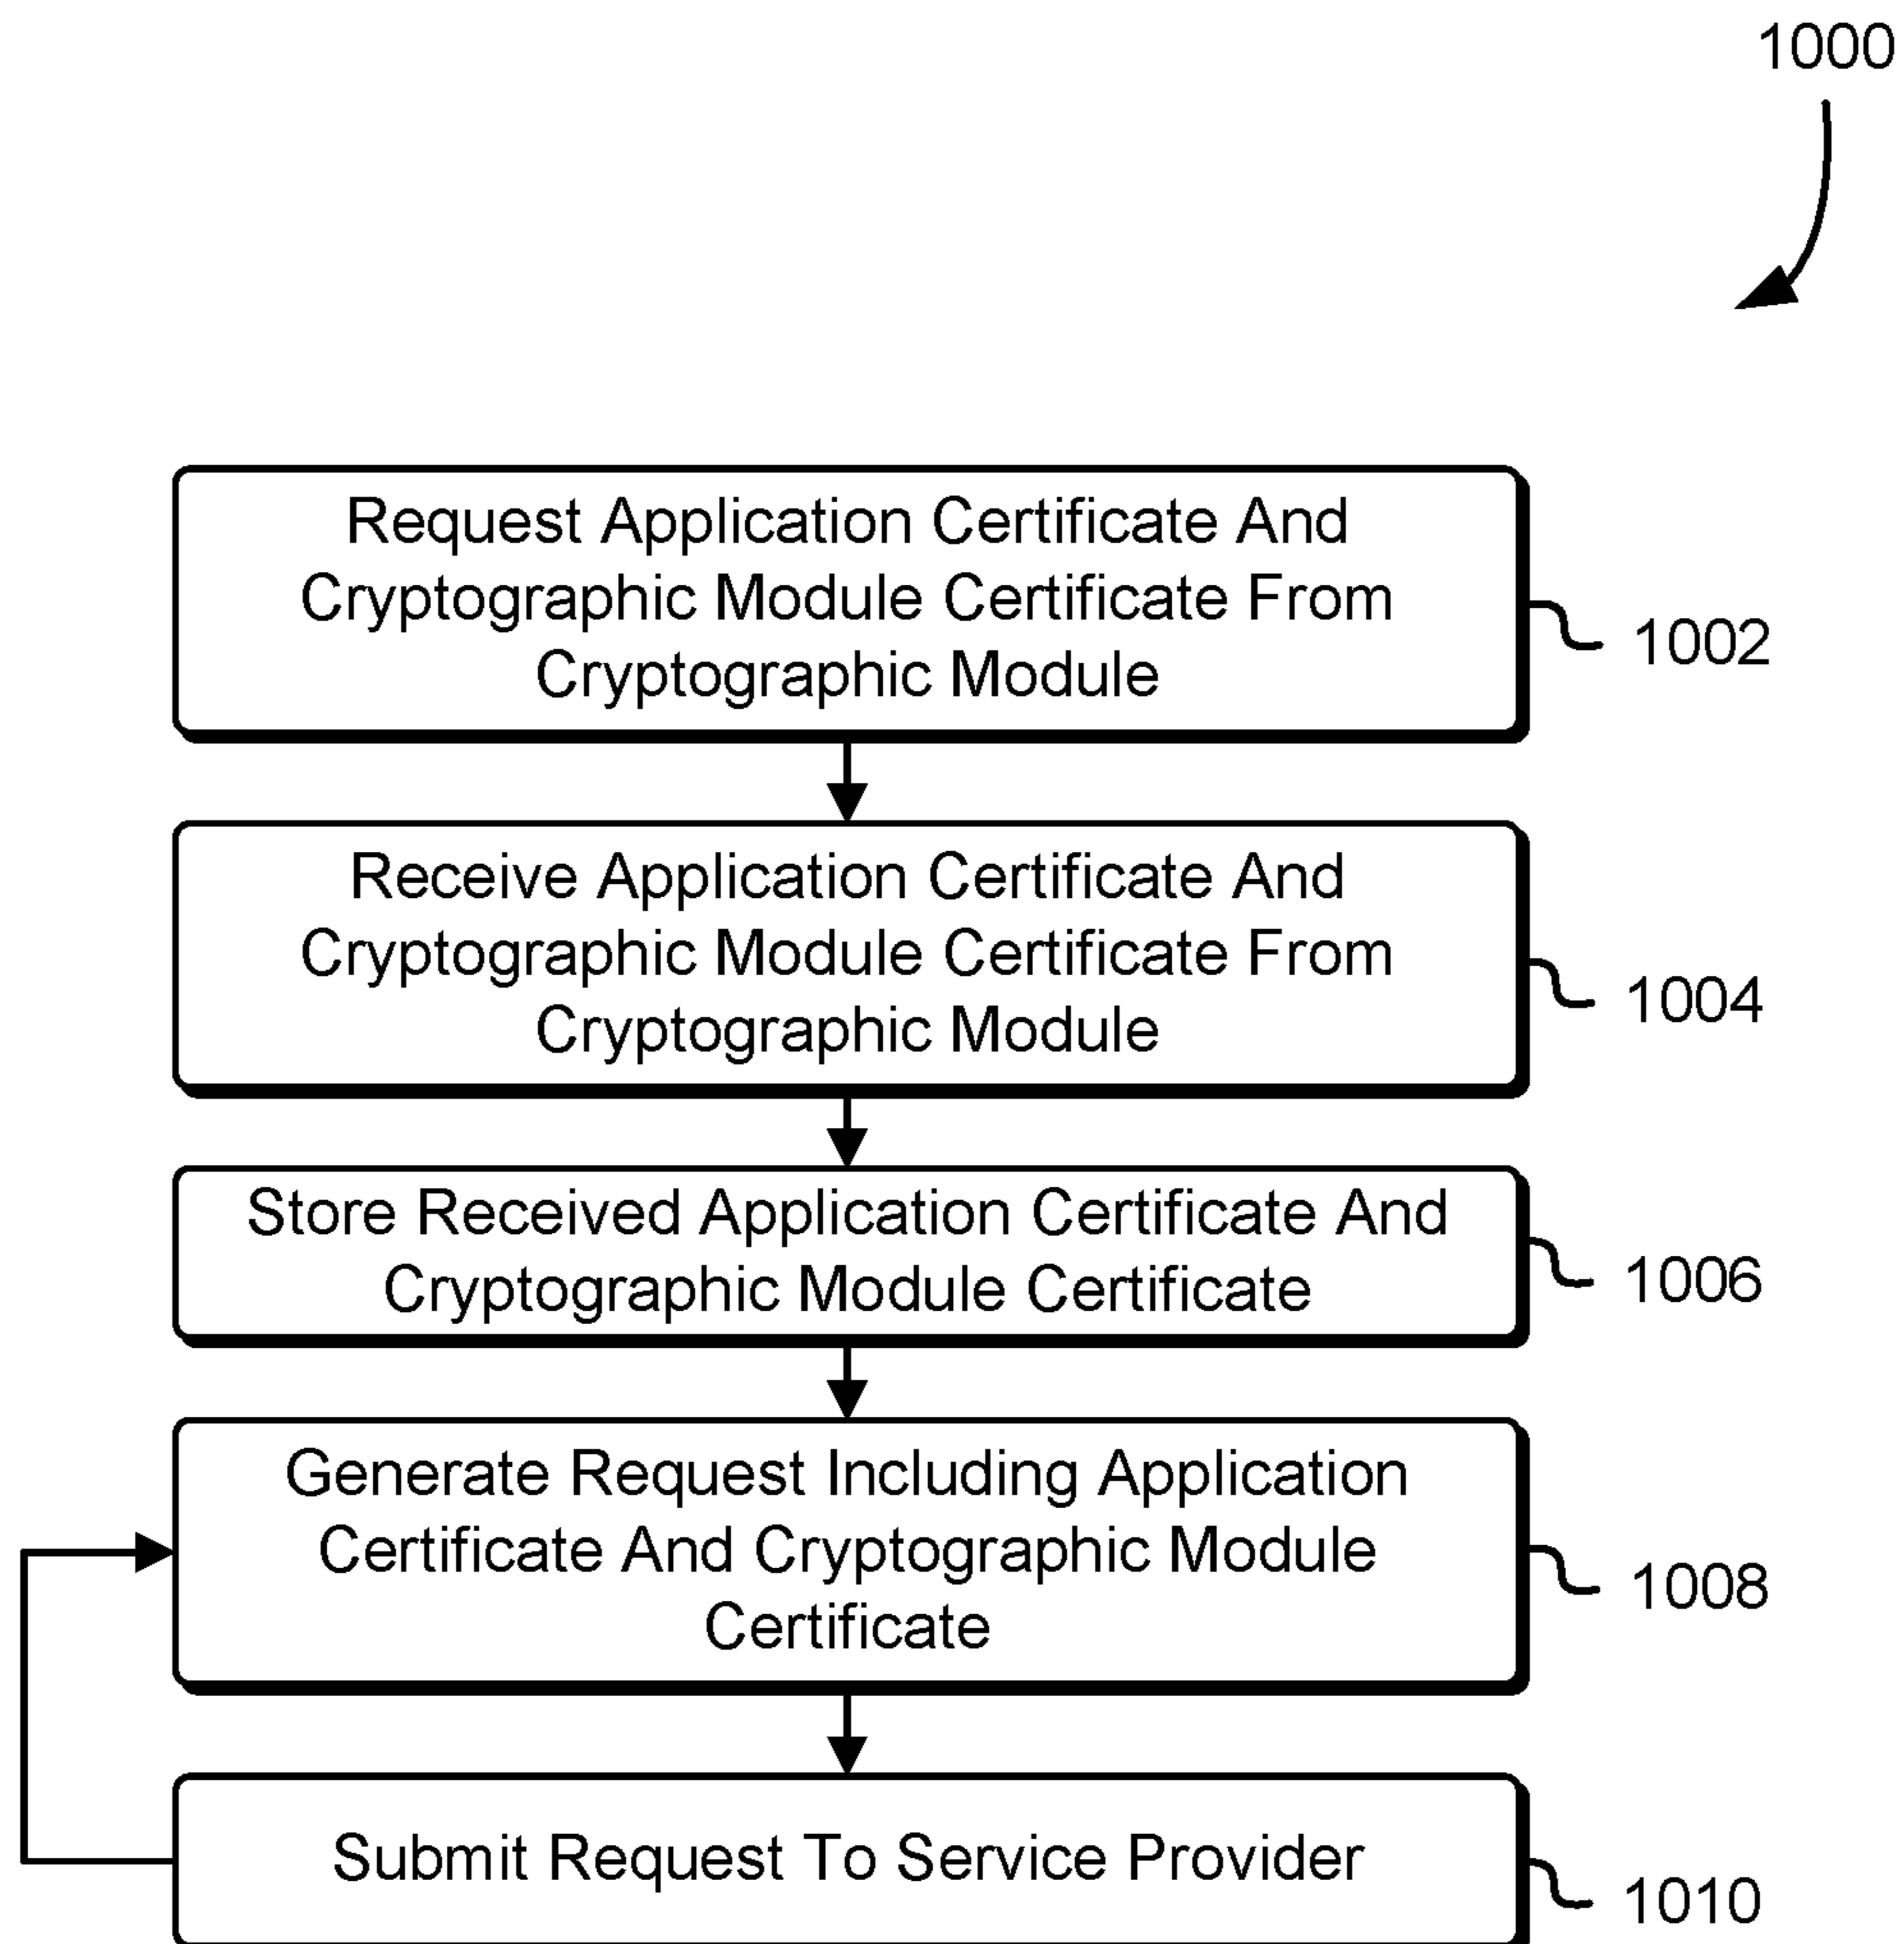 1000
Request Application Certificate And
Cryptographic Module Certificate From
Cryptographic Module
1002
Receive Application Certificate And
Cryptographic Module Certificate From
Cryptographic Module
1004
Store Received Application Certificate And
Cryptographic Module Certificate
1006
Generate Request Including Application
Certificate And Cryptographic Module
Certificate
1008
Submit Request To Service Provider
1010